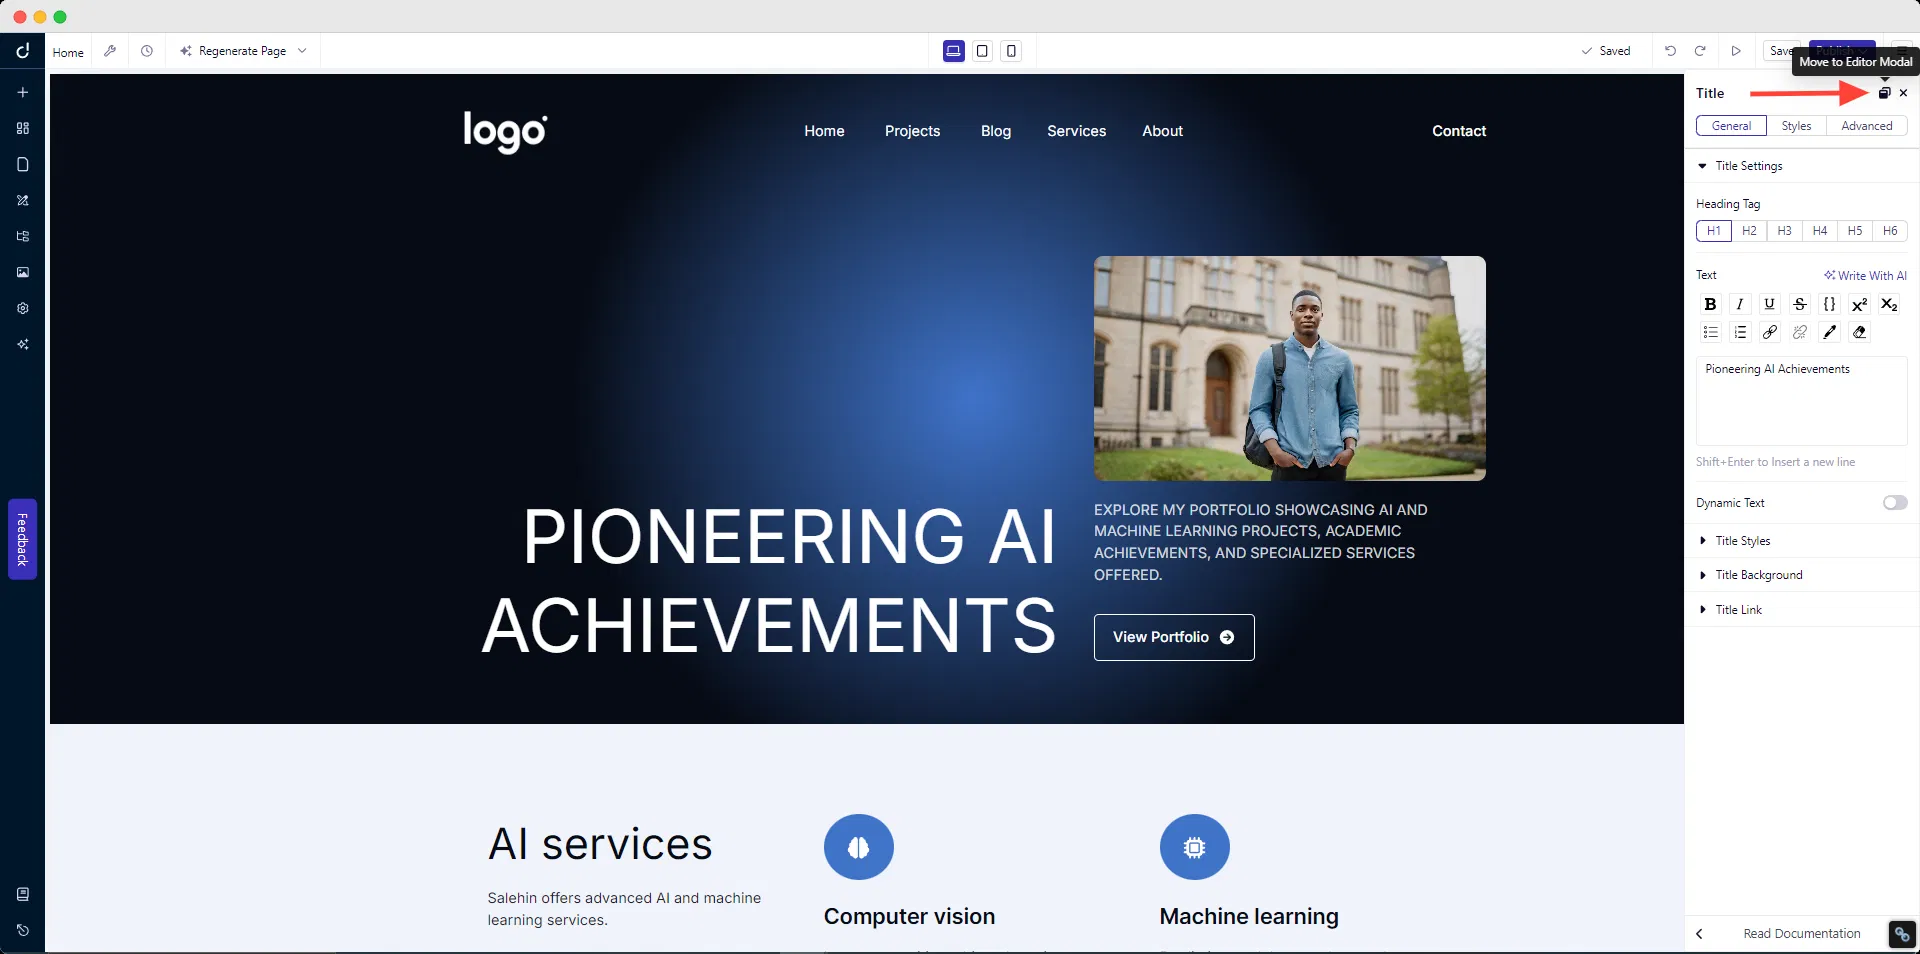 Home
Regenerate Page
Saved
Save
Publish
Move to Editor Modal
Title
General
Styles
Advanced
Title Settings
Heading Tag
H1 H2 H3 H4 H5 H6
Text
Write With AI
B I U S {} X² X₂
Pioneering AI Achievements
Shift+Enter to Insert a new line
Dynamic Text
Title Styles
Title Background
Title Link
Read Documentation
Feedback
logo
Home
Projects
Blog
Services
About
Contact
PIONEERING AI
ACHIEVEMENTS
EXPLORE MY PORTFOLIO SHOWCASING AI AND
MACHINE LEARNING PROJECTS, ACADEMIC
ACHIEVEMENTS, AND SPECIALIZED SERVICES
OFFERED.
View Portfolio
AI services
Salehin offers advanced AI and machine
learning services.
Computer vision
Machine learning